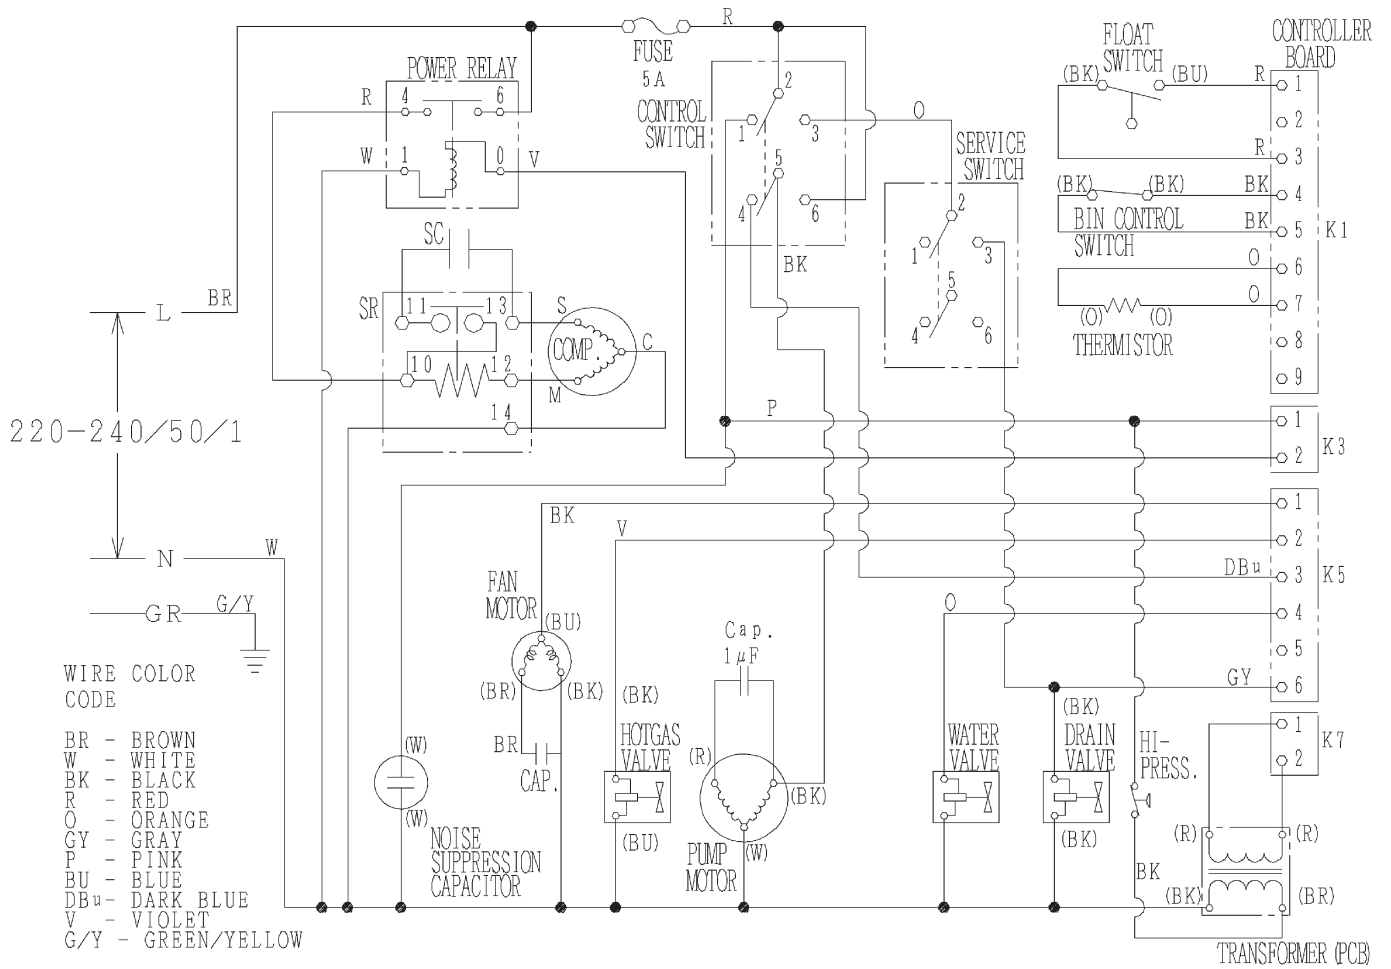 R
FUSE
5A
POWER RELAY
R 4 6
W 1 0 V
CONTROL
SWITCH
2
1 3 O
5
4 6
BK
SERVICE
SWITCH
2
1 3
5
4 6
FLOAT
SWITCH
(BK) (BU) R
R
(BK) (BK) BK
BIN CONTROL
SWITCH
BK
O
O
(O) (O)
THERMISTOR
CONTROLLER
BOARD
1
2
3
4
5 K1
6
7
8
9
SC
SR 11 13 S
COMP. C
10 12 M
14
L BR
220-240/50/1
N W
GR G/Y
P
1
2 K3
BK
V
DBu
O
GY
1
2
3 K5
4
5
6
FAN
MOTOR
(BU)
(BR) (BK)
BR
CAP.
(W)
(W)
NOISE
SUPPRESSION
CAPACITOR
(BK)
HOTGAS
VALVE
(BU)
Cap.
1μF
(R)
(BK)
PUMP
MOTOR
(W)
WATER
VALVE
(BK)
DRAIN
VALVE
(BK)
HI-
PRESS.
BK
1
2 K7
(R) (R)
(BK) (BR)
TRANSFORMER (PCB)
WIRE COLOR
CODE
BR - BROWN
W - WHITE
BK - BLACK
R - RED
O - ORANGE
GY - GRAY
P - PINK
BU - BLUE
DBu- DARK BLUE
V - VIOLET
G/Y - GREEN/YELLOW